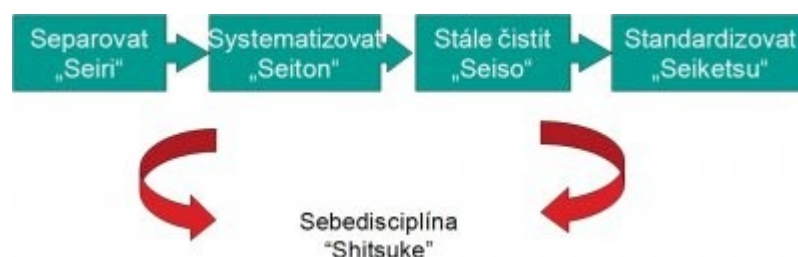 Separovat
„Seiri“
Systematizovat
„Seiton“
Stále čistit
„Seiso“
Standardizovat
„Seiketsu“
Sebedisciplína
“Shitsuke”